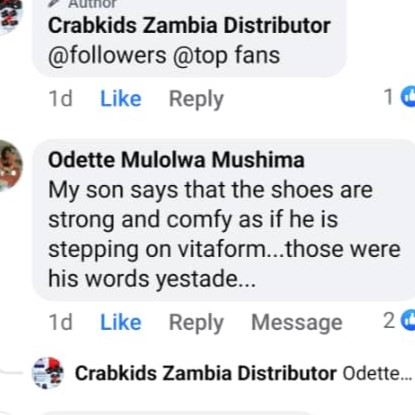 Author
Crabkids Zambia Distributor
@followers @top fans
1d Like Reply 1
Odette Mulolwa Mushima
My son says that the shoes are
strong and comfy as if he is
stepping on vitaform...those were
his words yestade...
1d Like Reply Message 2
Crabkids Zambia Distributor Odette...